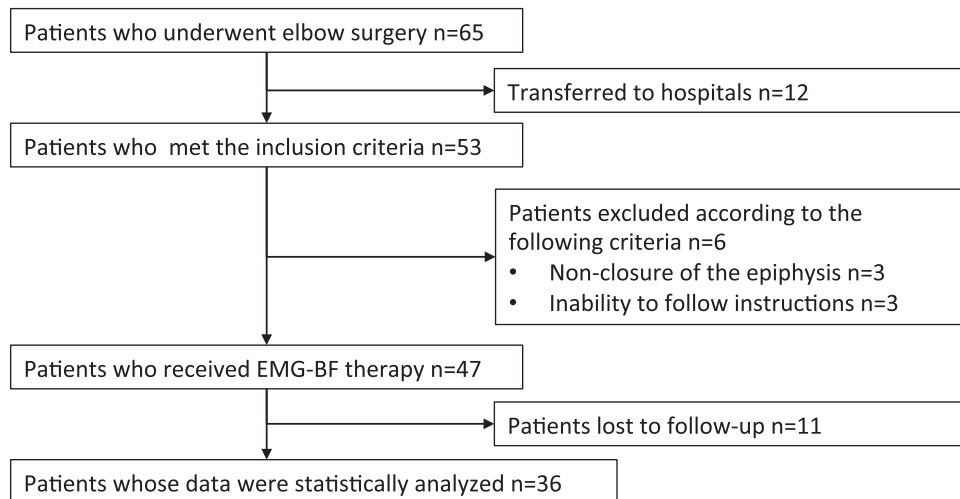 Patients who underwent elbow surgery n=65
Transferred to hospitals n=12
Patients who  met the inclusion criteria n=53
Patients excluded according to the
following criteria n=6
• Non-closure of the epiphysis n=3
• Inability to follow instructions n=3
Patients who received EMG-BF therapy n=47
Patients lost to follow-up n=11
Patients whose data were statistically analyzed n=36